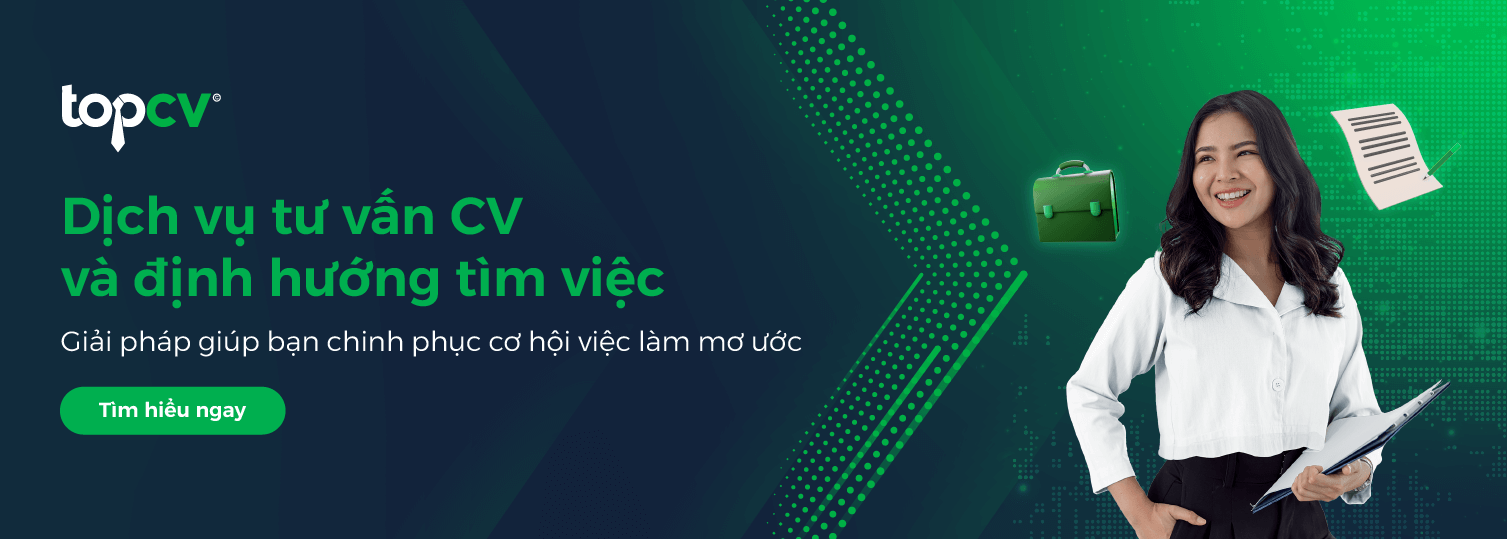 topcv©
Dịch vụ tư vấn CV
và định hướng tìm việc
Giải pháp giúp bạn chinh phục cơ hội việc làm mơ ước
Tìm hiểu ngay